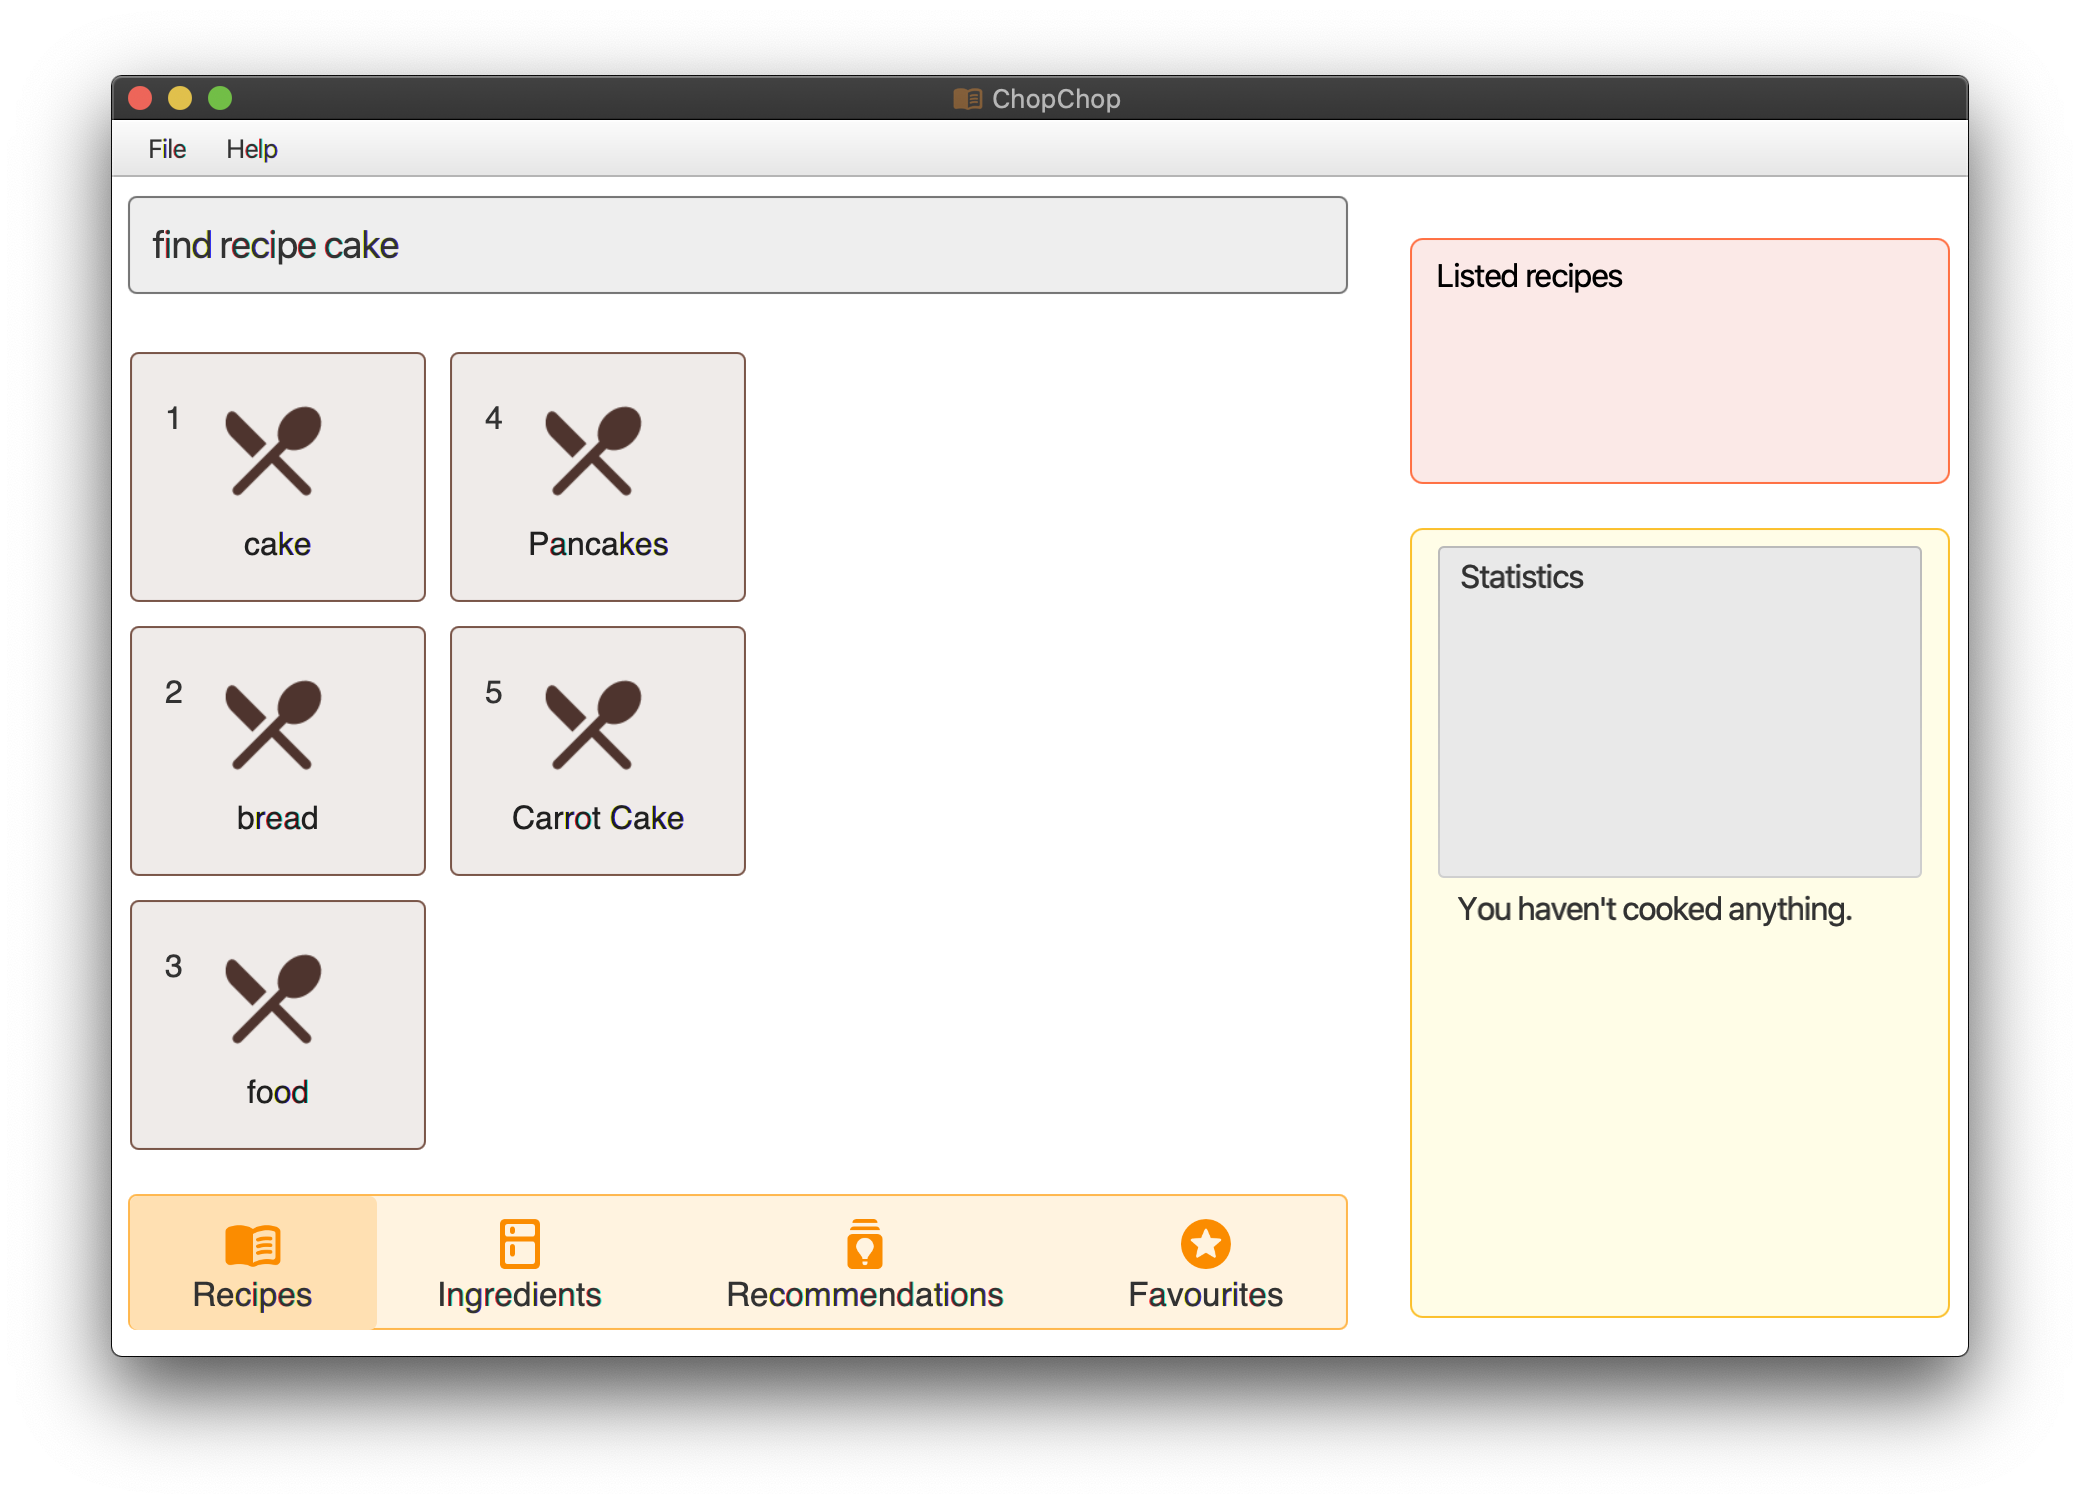 ChopChop
File Help
find recipe cake
Listed recipes
1
cake
4
Pancakes
2
bread
5
Carrot Cake
3
food
Statistics
You haven't cooked anything.
Recipes Ingredients Recommendations Favourites